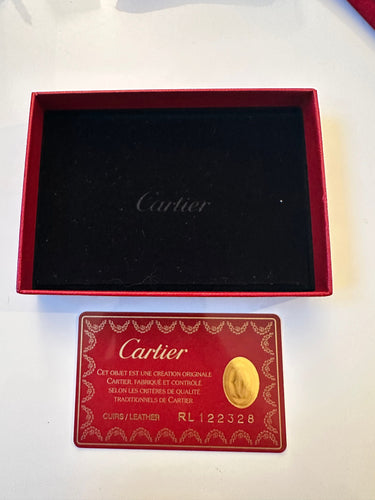 Cartier
Cartier
CET OBJET EST UNE CREATION ORIGINALE
CARTIER, FABRIQUÉ ET CONTRÔLÉ
SELON LES CRITÈRES DE QUALITÉ
TRADITIONNELS DE CARTIER
CUIRS/LEATHER RL 122328